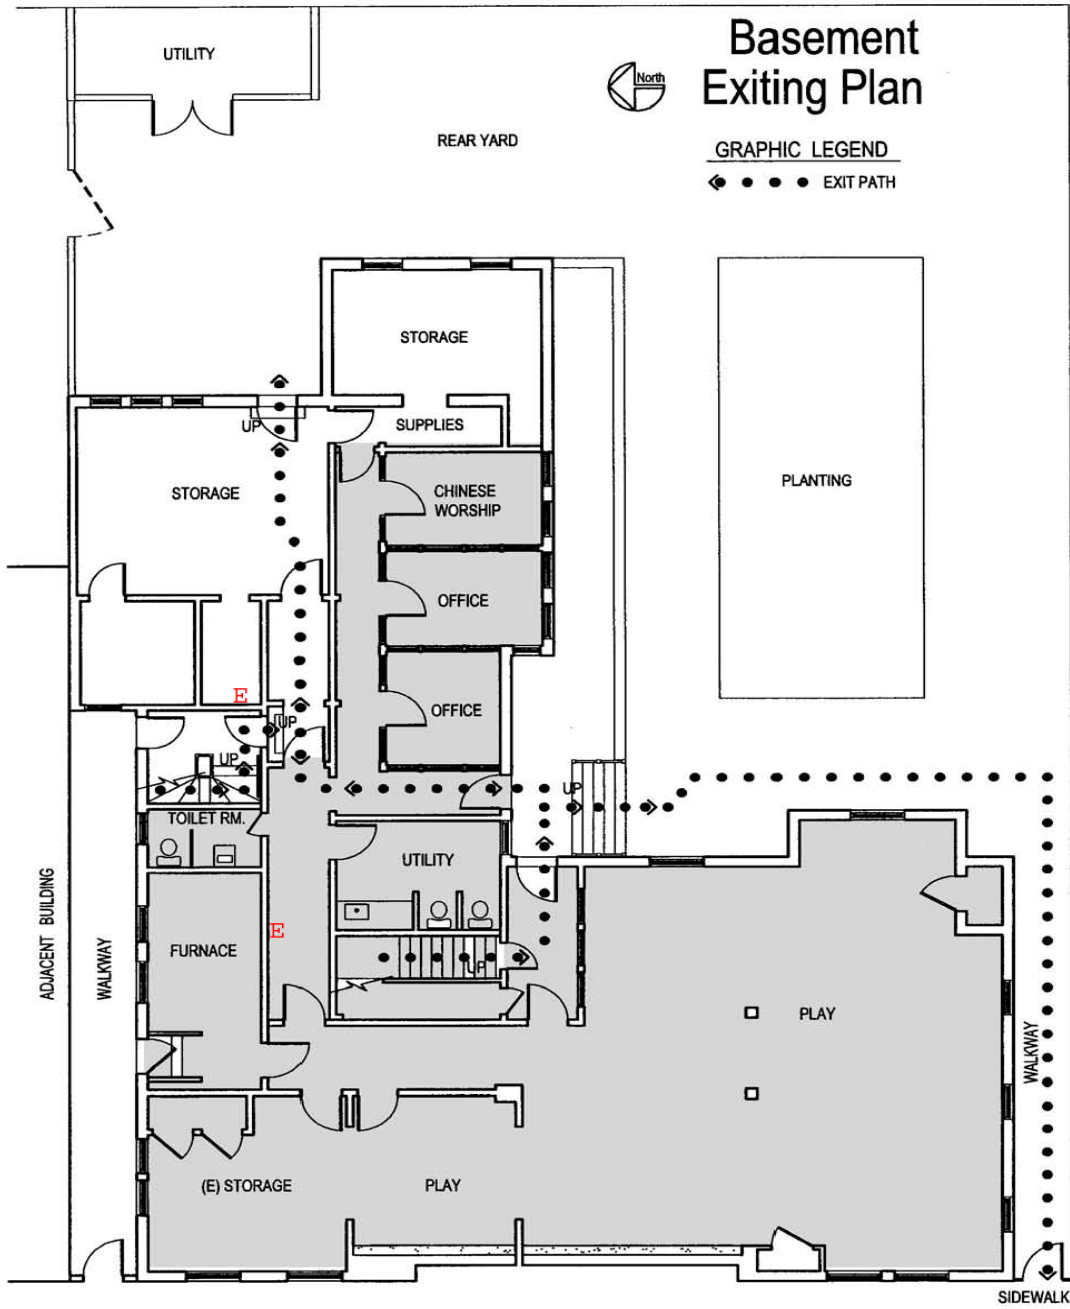 Basement
Exiting Plan
North
UTILITY
REAR YARD
GRAPHIC LEGEND
EXIT PATH
STORAGE
SUPPLIES
UP
STORAGE
CHINESE
WORSHIP
PLANTING
OFFICE
E
OFFICE
UP
UP
UP
TOILET RM.
UTILITY
ADJACENT BUILDING
WALKWAY
FURNACE
E
UP
PLAY
WALKWAY
(E) STORAGE
PLAY
SIDEWALK